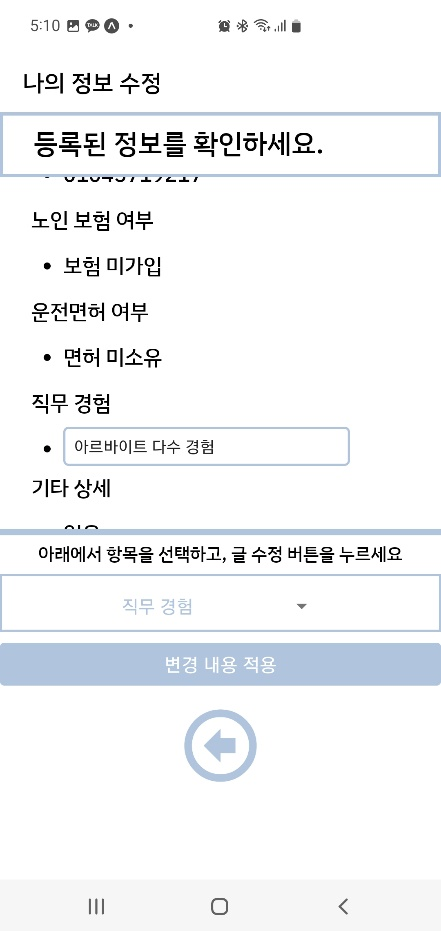 5:10
나의 정보 수정
등록된 정보를 확인하세요.
노인 보험 여부
• 보험 미가입
운전면허 여부
• 면허 미소유
직무 경험
• 아르바이트 다수 경험
기타 상세
아래에서 항목을 선택하고, 글 수정 버튼을 누르세요
직무 경험
변경 내용 적용